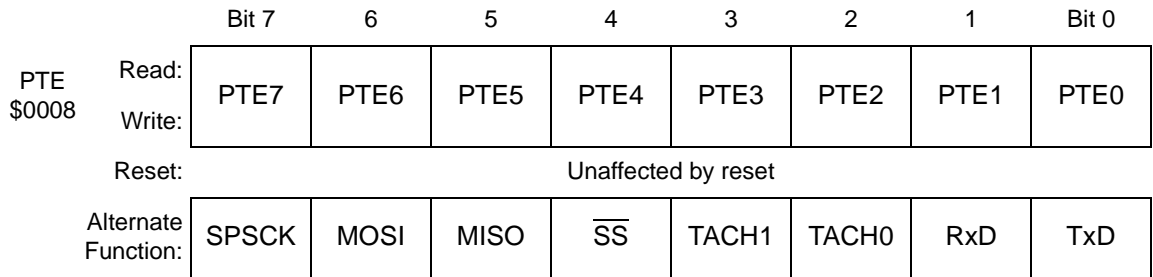 Bit 7 6 5 4 3 2 1 Bit 0
PTE $0008 Read: Write: PTE7 PTE6 PTE5 PTE4 PTE3 PTE2 PTE1 PTE0
Reset: Unaffected by reset
Alternate Function: SPSCK MOSI MISO S̅S̅ TACH1 TACH0 RxD TxD